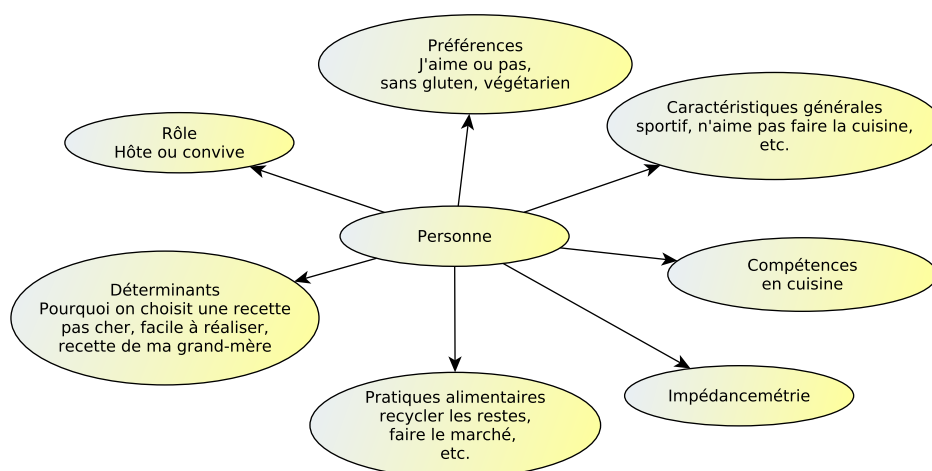 Préférences
J'aime ou pas,
sans gluten, végétarien
Caractéristiques générales
sportif, n'aime pas faire la cuisine,
etc.
Rôle
Hôte ou convive
Personne
Compétences
en cuisine
Déterminants
Pourquoi on choisit une recette
pas cher, facile à réaliser,
recette de ma grand-mère
Impédancemétrie
Pratiques alimentaires
recycler les restes,
faire le marché,
etc.